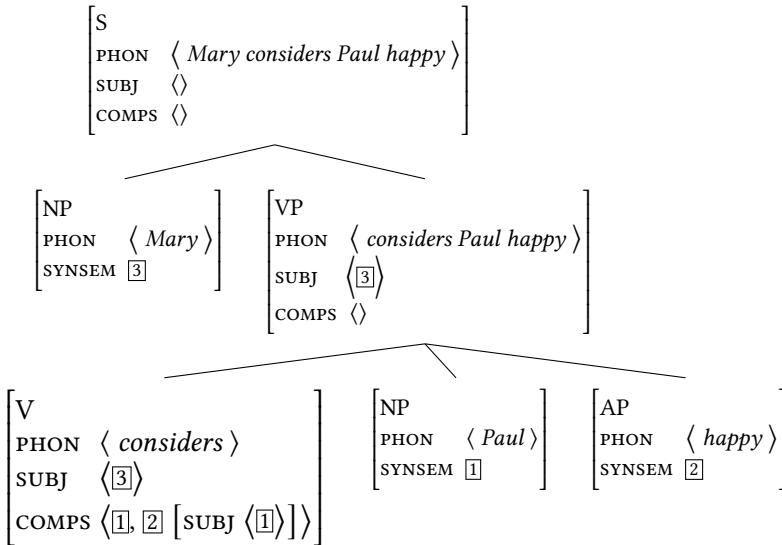 S
PHON ⟨ Mary considers Paul happy ⟩
SUBJ ⟨⟩
COMPS ⟨⟩
NP
PHON ⟨ Mary ⟩
SYNSEM 3
VP
PHON ⟨ considers Paul happy ⟩
SUBJ ⟨3⟩
COMPS ⟨⟩
V
PHON ⟨ considers ⟩
SUBJ ⟨3⟩
COMPS ⟨1, 2 [SUBJ ⟨1⟩]⟩
NP
PHON ⟨ Paul ⟩
SYNSEM 1
AP
PHON ⟨ happy ⟩
SYNSEM 2